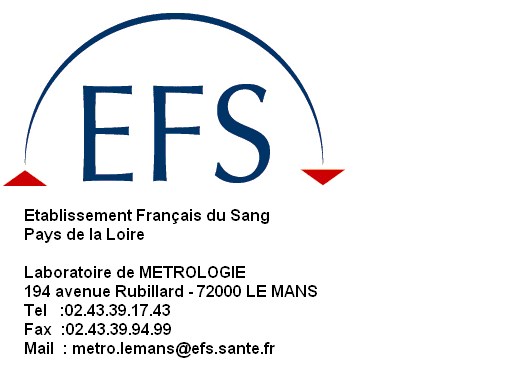 EFS
Etablissement Français du Sang
Pays de la Loire
Laboratoire de METROLOGIE
194 avenue Rubillard - 72000 LE MANS
Tel :02.43.39.17.43
Fax :02.43.39.94.99
Mail : metro.lemans@efs.sante.fr